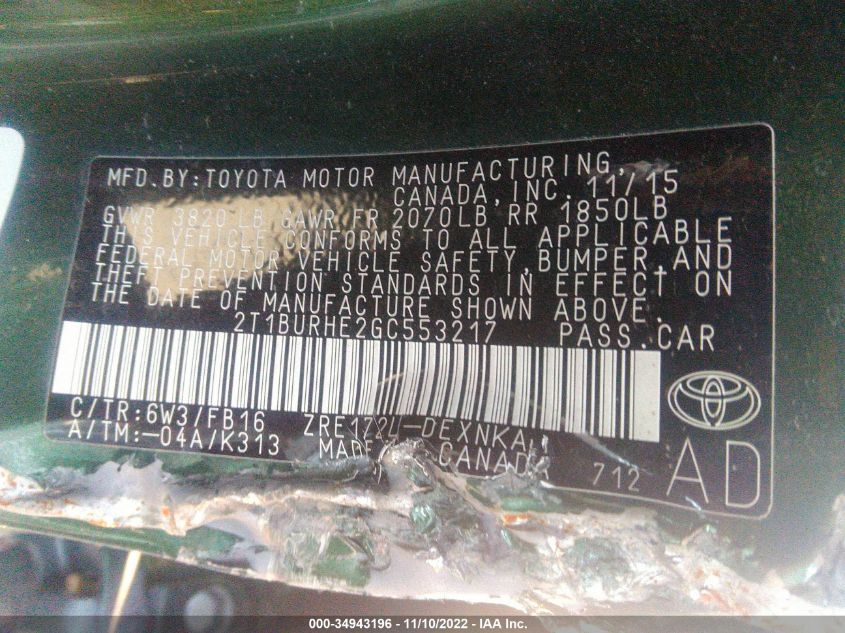 MFD.BY:TOYOTA MOTOR MANUFACTURING,
CANADA,INC. 11/15
GVWR 3820 LB GAWR FR 2070LB RR 1850LB
THIS VEHICLE CONFORMS TO ALL APPLICABLE
FEDERAL MOTOR VEHICLE SAFETY,BUMPER,AND
THEFT PREVENTION STANDARDS IN EFFECT ON
THE DATE OF MANUFACTURE SHOWN ABOVE.
2T1BURHE2GC553217 PASS.CAR
C/TR:6W3/FB16 ZRE172L-DEXNKA
A/TM:-04A/K313 MADE CANADA
712 AD
000-34943196 - 11/10/2022 - IAA Inc.